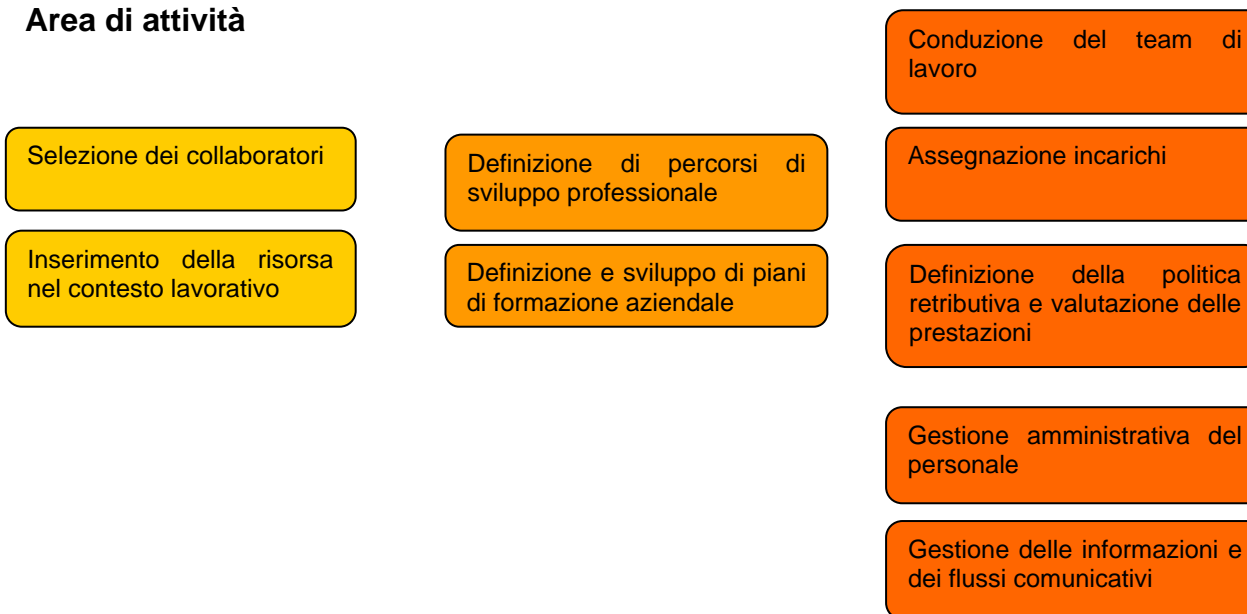 Area di attività
Selezione dei collaboratori
Inserimento della risorsa
nel contesto lavorativo
Definizione di percorsi di
sviluppo professionale
Definizione e sviluppo di piani
di formazione aziendale
Conduzione del team di
lavoro
Assegnazione incarichi
Definizione della politica
retributiva e valutazione delle
prestazioni
Gestione amministrativa del
personale
Gestione delle informazioni e
dei flussi comunicativi